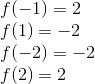 f(-1) = 2
f(1) = -2
f(-2) = -2
f(2) = 2